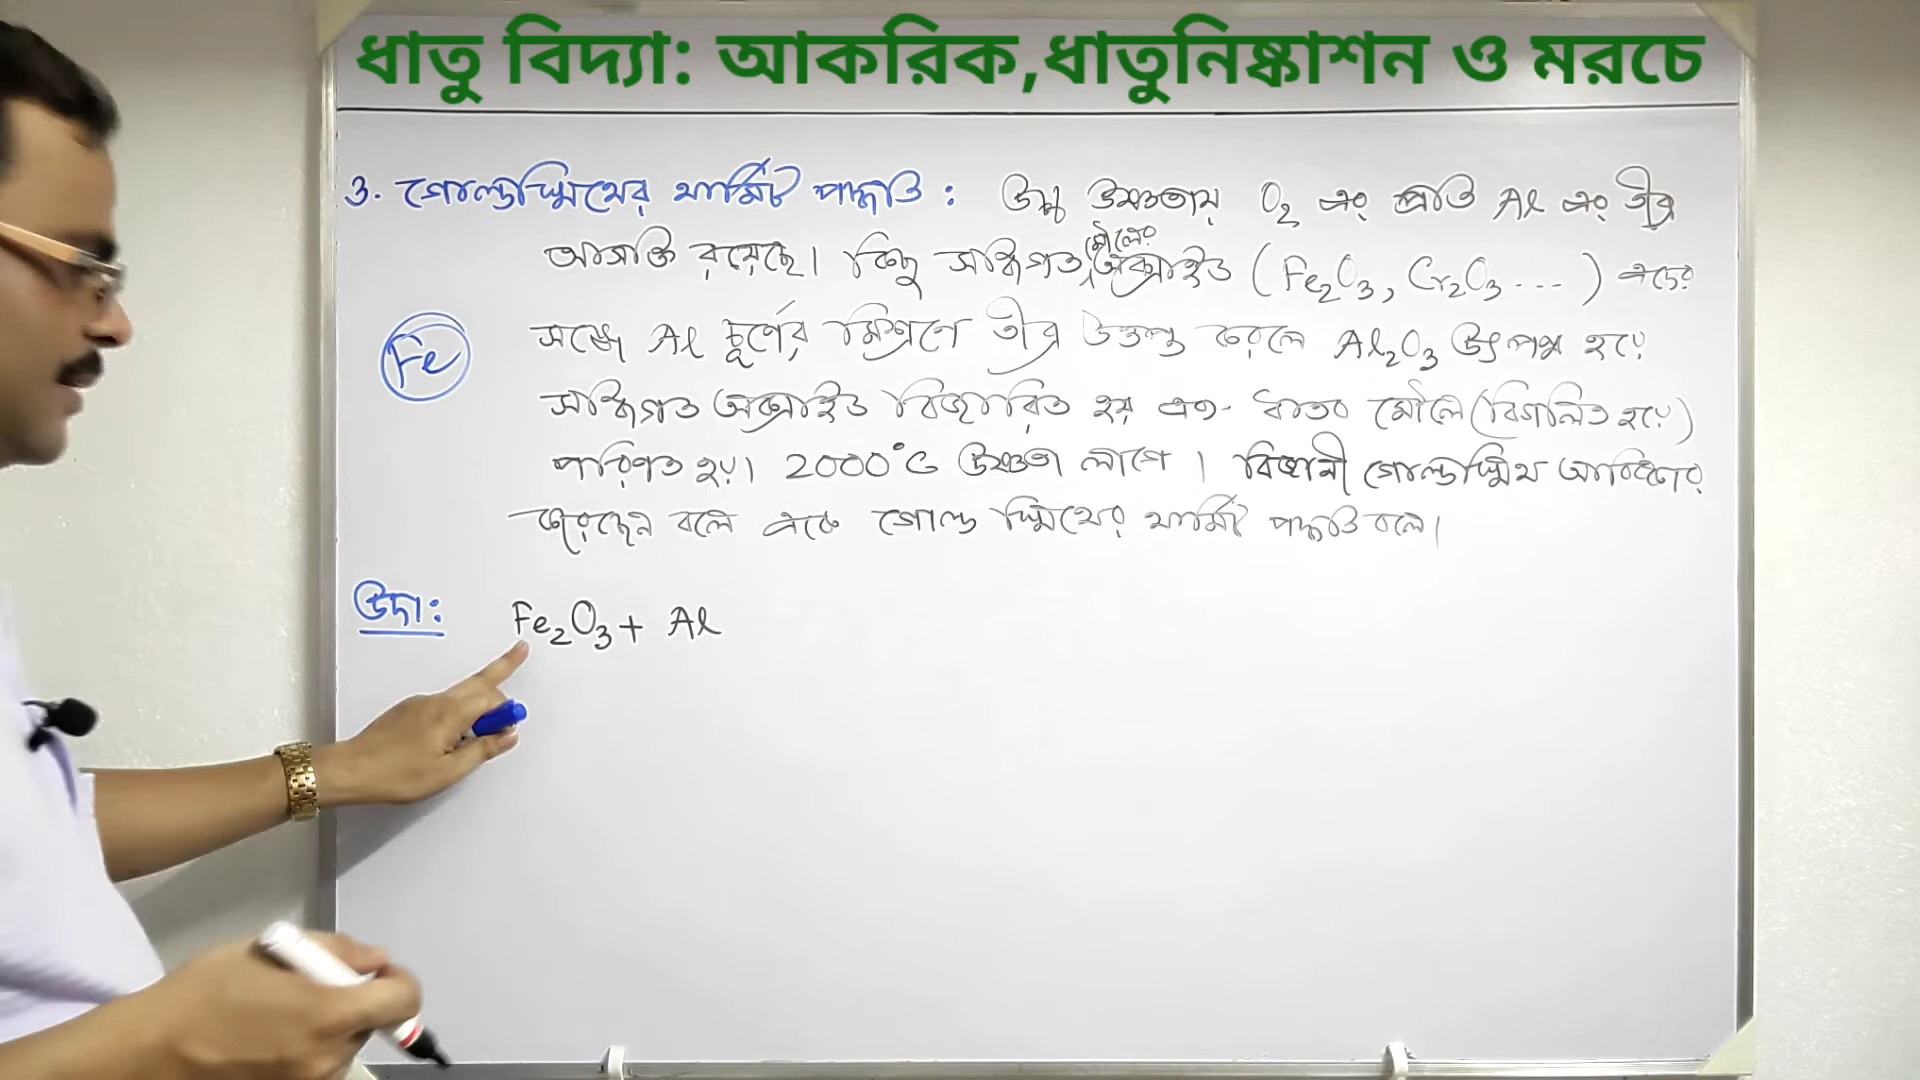 ধাতু বিদ্যা: আকরিক,ধাতুনিষ্কাশন ও মরচে
৩. গোল্ডস্মিথের থার্মিট পদ্ধতি : উচ্চ উষ্ণতায় O₂ এর প্রতি Al এর তীব্র
আসক্তি রয়েছে। কিছু সন্ধিগত মৌলের অক্সাইড (Fe₂O₃, Cr₂O₃ ...) এদের
Fe
সঙ্গে Al চূর্ণের মিশ্রণে তীব্র উত্তপ্ত করলে Al₂O₃ উৎপন্ন হয়ে
সন্ধিগত অক্সাইড বিজারিত হয় এবং ধাতব মৌলে (বিগলিত হয়ে)
পরিণত হয়। 2000°C উষ্ণতা লাগে । বিজ্ঞানী গোল্ডস্মিথ আবিষ্কার
করেছেন বলে একে গোল্ড স্মিথের থার্মিট পদ্ধতি বলে।
উদা: Fe₂O₃ + Al